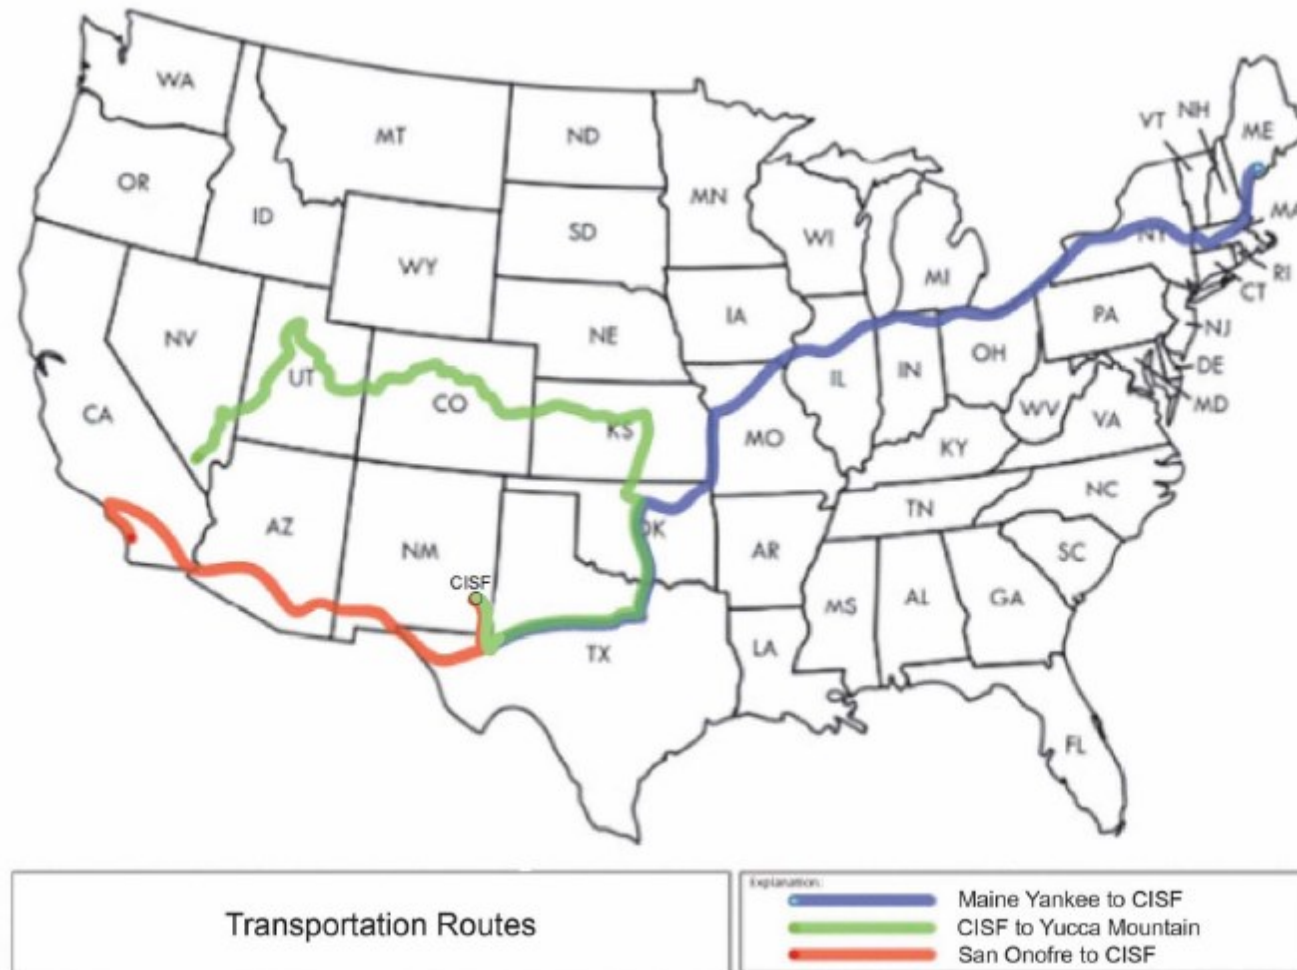 WA
MT
ND
MN
VT
NH
ME
OR
ID
SD
WI
MI
NY
MA
WY
RI
CT
NV
UT
NE
IA
PA
NJ
CA
CO
KS
MO
IL
IN
OH
WV
VA
DE
MD
KY
AZ
NM
OK
AR
TN
NC
SC
CISF
TX
LA
MS
AL
GA
FL
Transportation Routes
Explanation:
Maine Yankee to CISF
CISF to Yucca Mountain
San Onofre to CISF